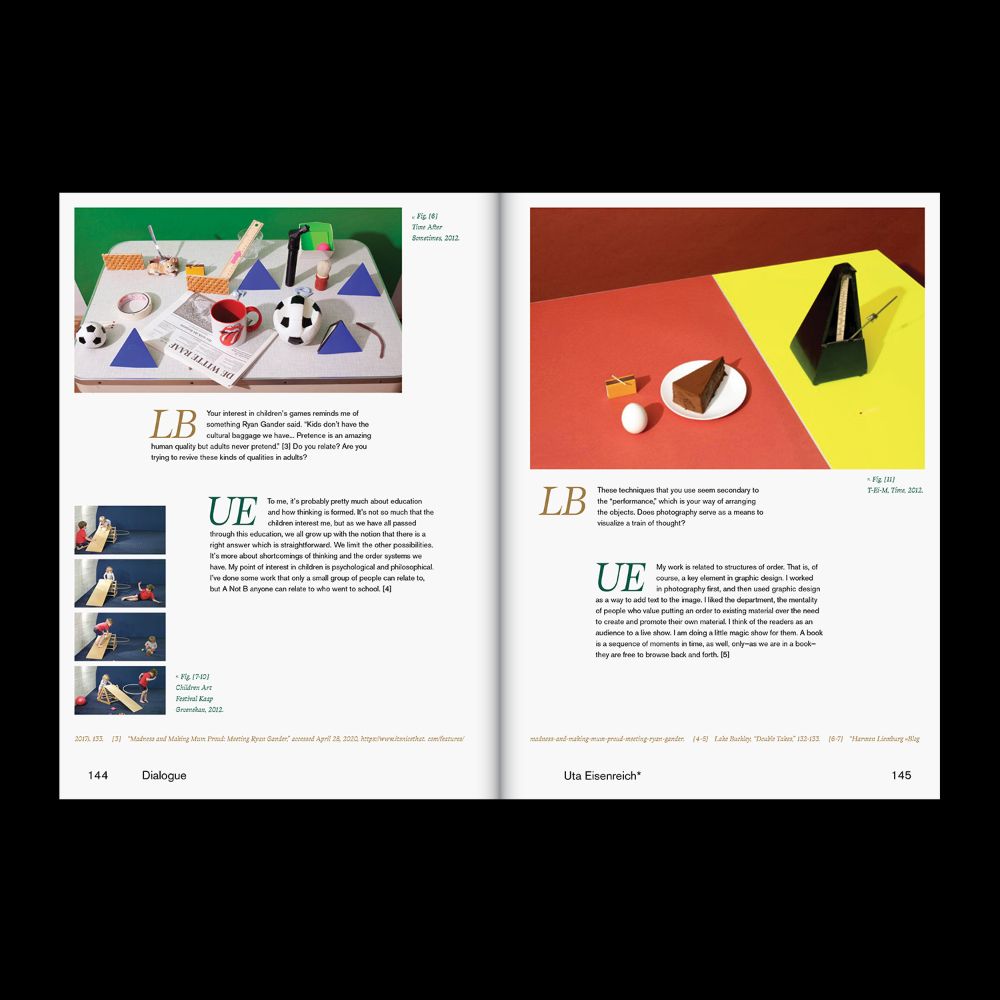 « Fig. [6]
Time After
Sometimes, 2012.
DE WITTE RAAF
LB
Your interest in children's games reminds me of
something Ryan Gander said. "Kids don't have the
cultural baggage we have... Pretence is an amazing
human quality but adults never pretend." [3] Do you relate? Are you
trying to revive these kinds of qualities in adults?
UE
To me, it's probably pretty much about education
and how thinking is formed. It's not so much that the
children interest me, but as we have all passed
through this education, we all grow up with the notion that there is a
right answer which is straightforward. We limit the other possibilities.
It's more about shortcomings of thinking and the order systems we
have. My point of interest in children is psychological and philosophical.
I've done some work that only a small group of people can relate to,
but A Not B anyone can relate to who went to school. [4]
^ Fig. [7-10]
Children Art
Festival Kaap
Groenekan, 2012.
2017), 133. [3] "Madness and Making Mum Proud: Meeting Ryan Gander," accessed April 28, 2020, https://www.itsnicethat. com/features/
144 Dialogue
^ Fig. [11]
T-Ei-M, Time, 2012.
LB
These techniques that you use seem secondary to
the "performance," which is your way of arranging
the objects. Does photography serve as a means to
visualize a train of thought?
UE
My work is related to structures of order. That is, of
course, a key element in graphic design. I worked
in photography first, and then used graphic design
as a way to add text to the image. I liked the department, the mentality
of people who value putting an order to existing material over the need
to create and promote their own material. I think of the readers as an
audience to a live show. I am doing a little magic show for them. A book
is a sequence of moments in time, as well, only—as we are in a book—
they are free to browse back and forth. [5]
madness-and-making-mum-proud-meeting-ryan-gander. [4-5] Lake Buckley, "Double Takes," 132-133. [6-7] "Harmen Liemburg »Blog
Uta Eisenreich* 145